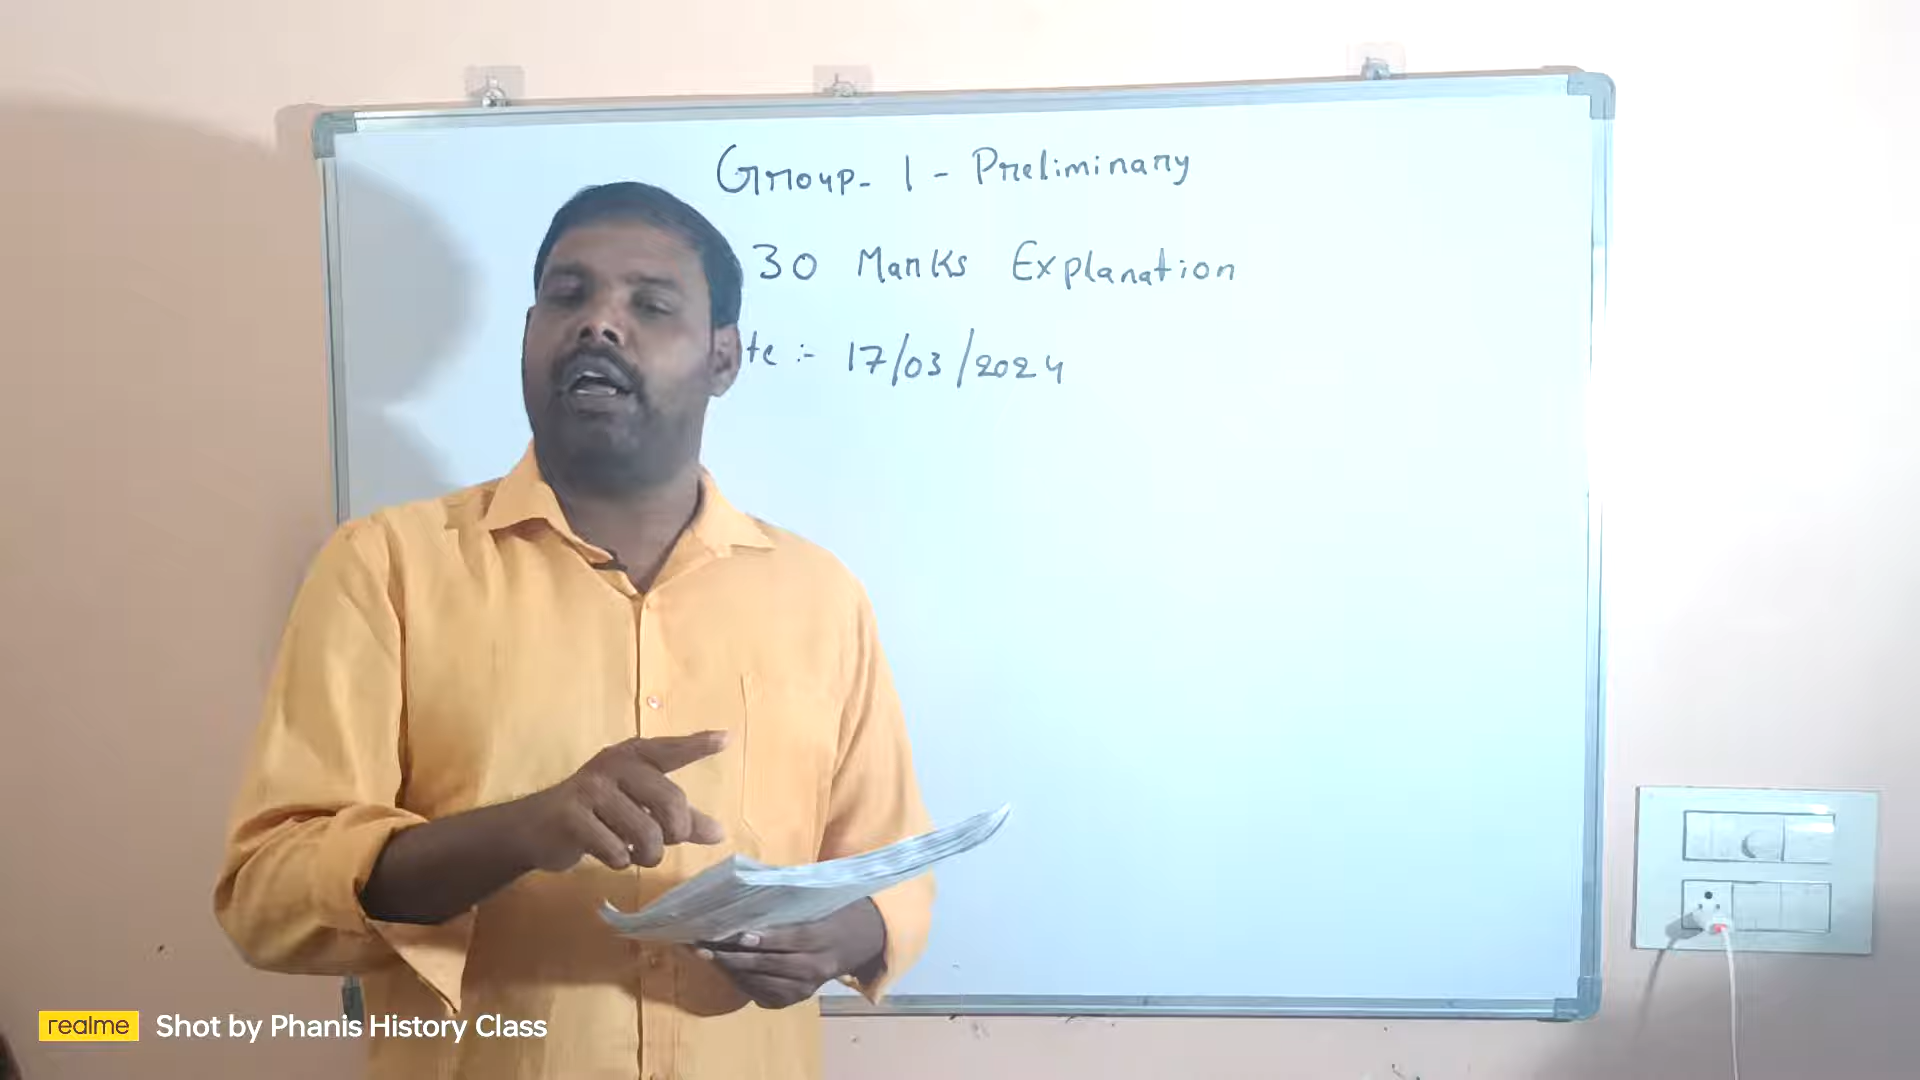 Group- 1 - Preliminary
30 Marks Explanation
te :- 17/03/2024
realme Shot by Phanis History Class